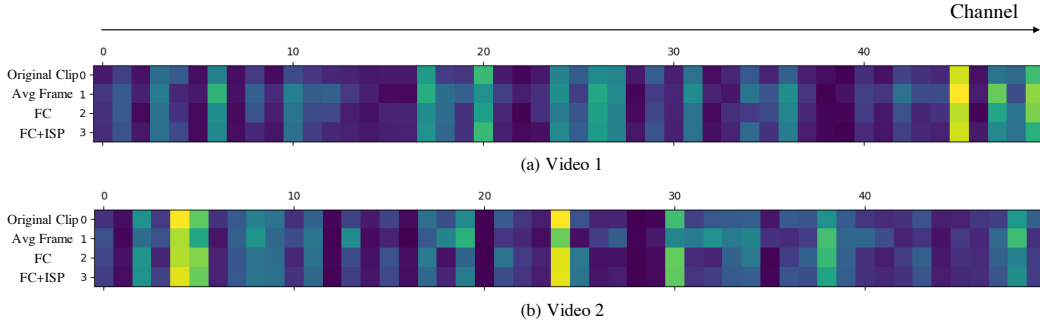 Channel
0 10 20 30 40
Original Clip 0
Avg Frame 1
FC 2
FC+ISP 3
(a) Video 1
0 10 20 30 40
Original Clip 0
Avg Frame 1
FC 2
FC+ISP 3
(b) Video 2